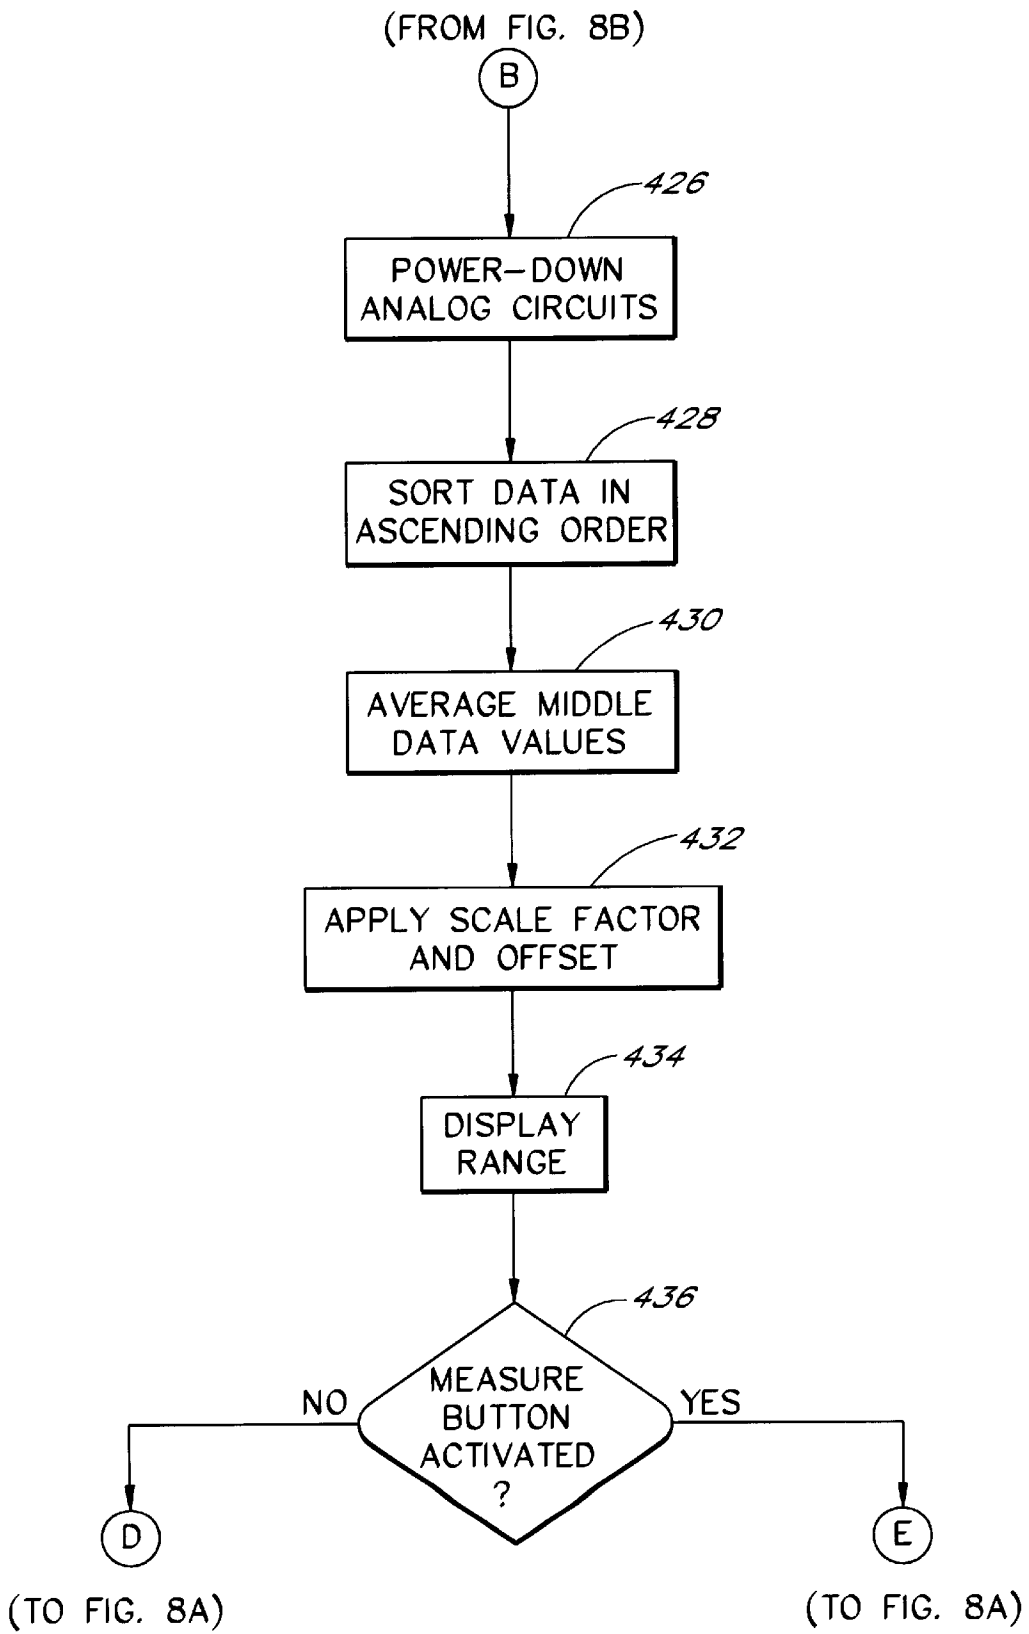 (FROM FIG. 8B)
B
426
POWER-DOWN
ANALOG CIRCUITS
428
SORT DATA IN
ASCENDING ORDER
430
AVERAGE MIDDLE
DATA VALUES
432
APPLY SCALE FACTOR
AND OFFSET
434
DISPLAY
RANGE
436
MEASURE
BUTTON
ACTIVATED
?
NO
YES
D
E
(TO FIG. 8A)
(TO FIG. 8A)